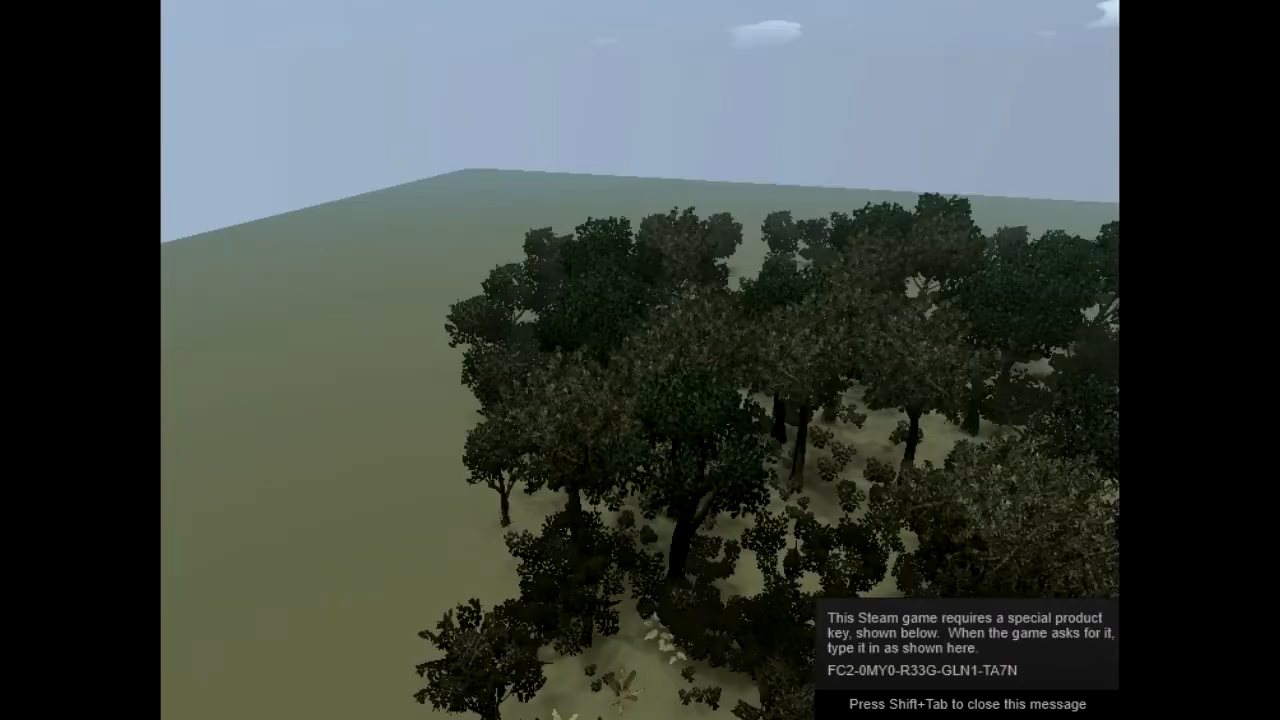 This Steam game requires a special product
key, shown below.  When the game asks for it,
type it in as shown here.
FC2-0MY0-R33G-GLN1-TA7N
Press Shift+Tab to close this message